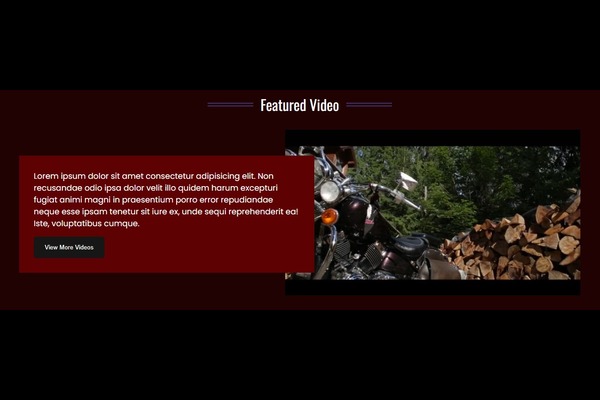 Featured Video
Lorem ipsum dolor sit amet consectetur adipisicing elit. Non
recusandae odio ipsa dolor velit illo quidem harum excepturi
fugiat animi magni in praesentium porro error repudiandae
neque esse ipsam tenetur sit iure ex, unde sequi reprehenderit ea!
Iste, voluptatibus cumque.
View More Videos